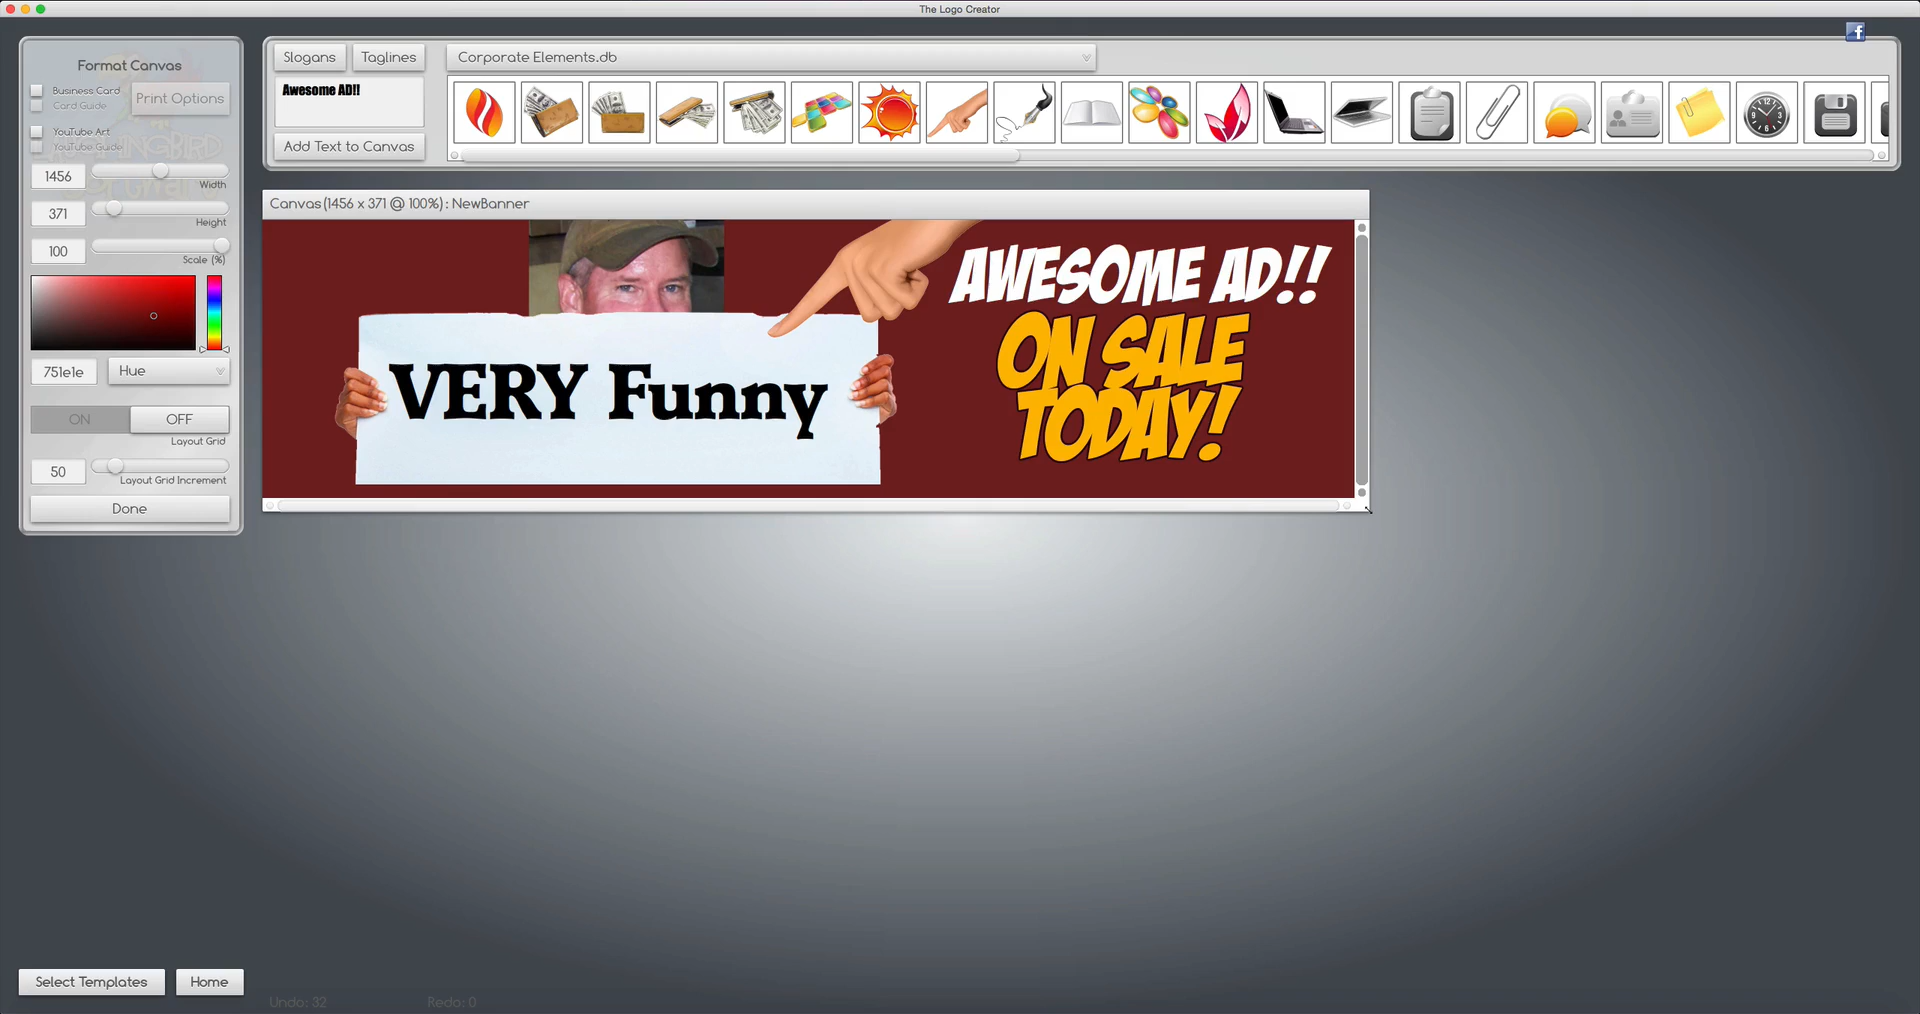 The Logo Creator
Format Canvas
Business Card
Card Guide
Print Options
YouTube Art
YouTube Guide
1456
Width
371
Height
100
Scale (%)
751e1e
Hue
ON
OFF
Layout Grid
50
Layout Grid Increment
Done
Slogans
Taglines
Corporate Elements.db
Awesome AD!!
Add Text to Canvas
Canvas (1456 x 371 @ 100%) : NewBanner
VERY Funny
AWESOME AD!!
ON SALE
TODAY!
Select Templates
Home
Undo: 32
Redo: 0